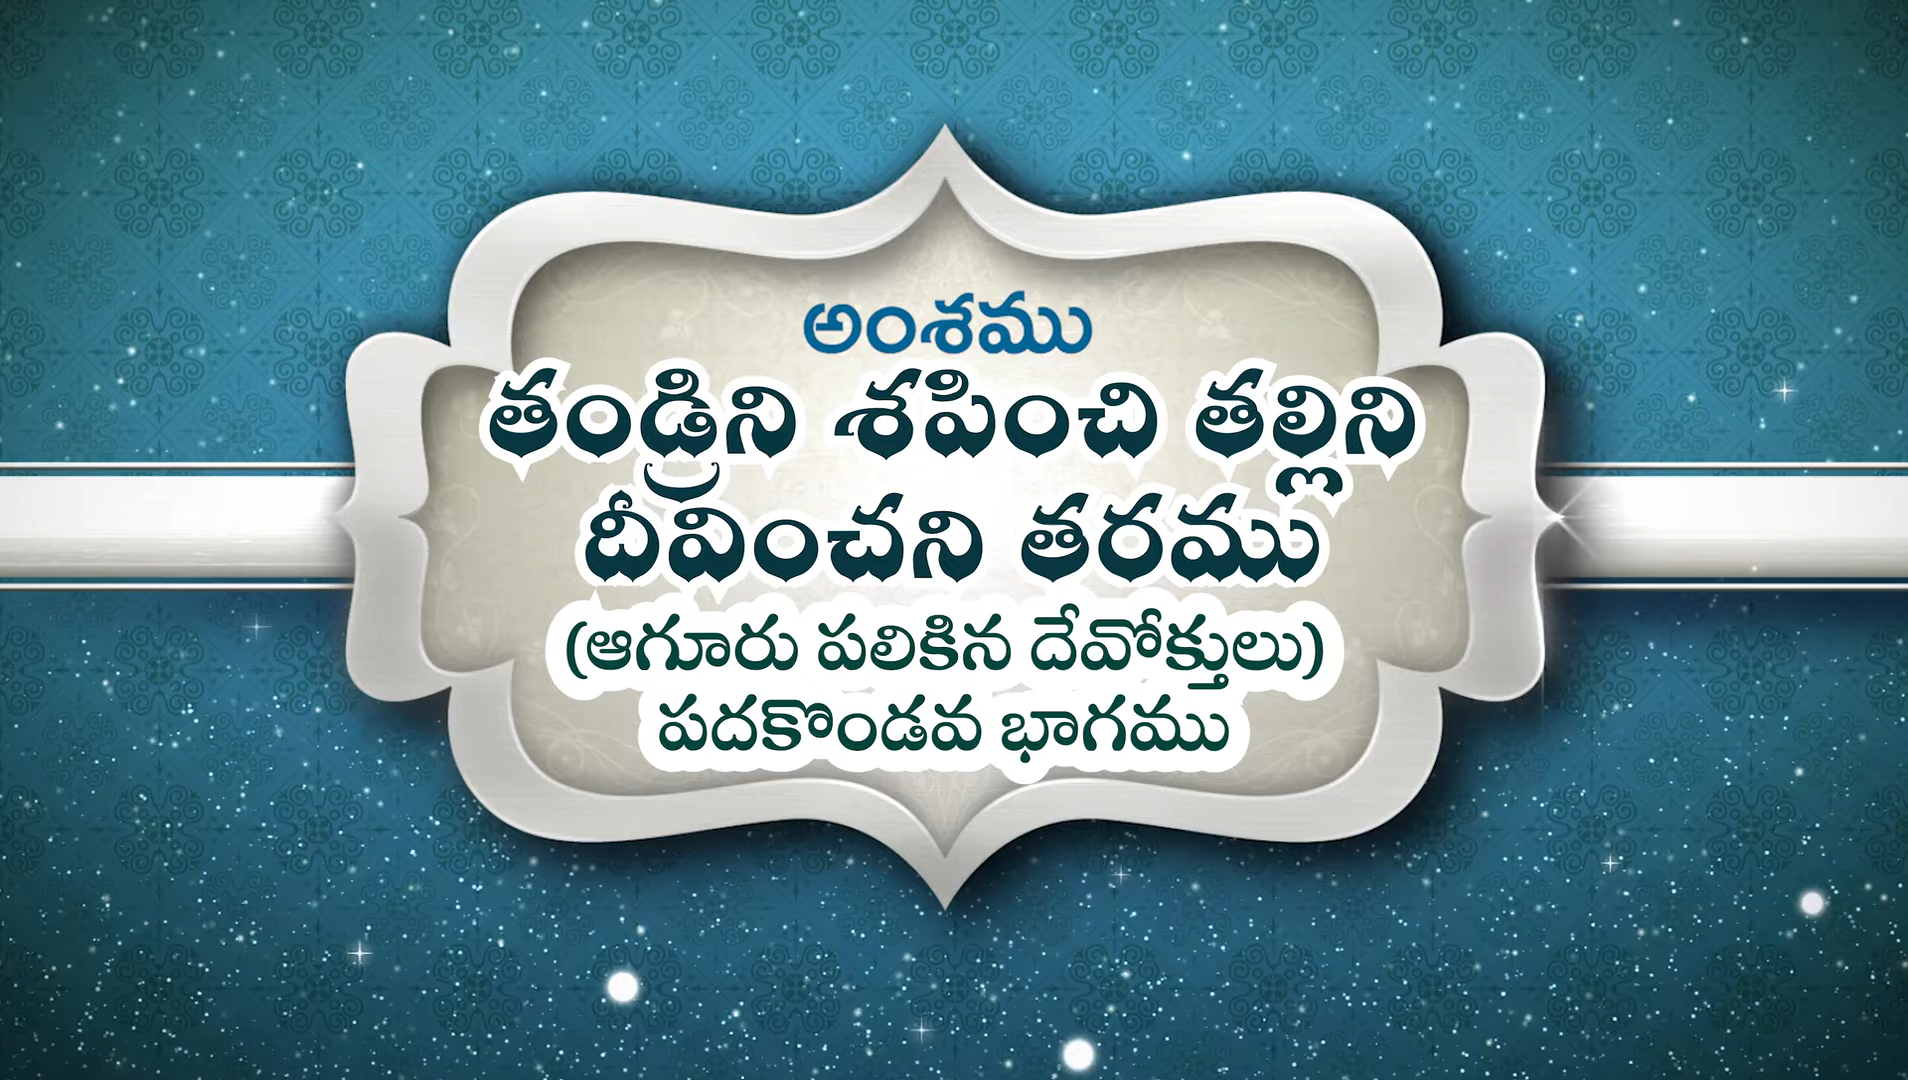 అంశము
తండ్రిని శపించి తల్లిని
దీవించని తరము
(ఆగూరు పలికిన దేవోక్తులు)
పదకొండవ భాగము